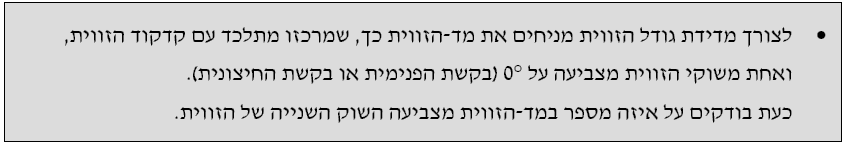 • לצורך מדידת גודל הזווית מניחים את מד-הזווית כך, שמרכזו מתלכד עם קדקוד הזווית,
ואחת משוקי הזווית מצביעה על 0° (בקשת הפנימית או בקשת החיצונית).
כעת בודקים על איזה מספר במד-הזווית מצביעה השוק השנייה של הזווית.